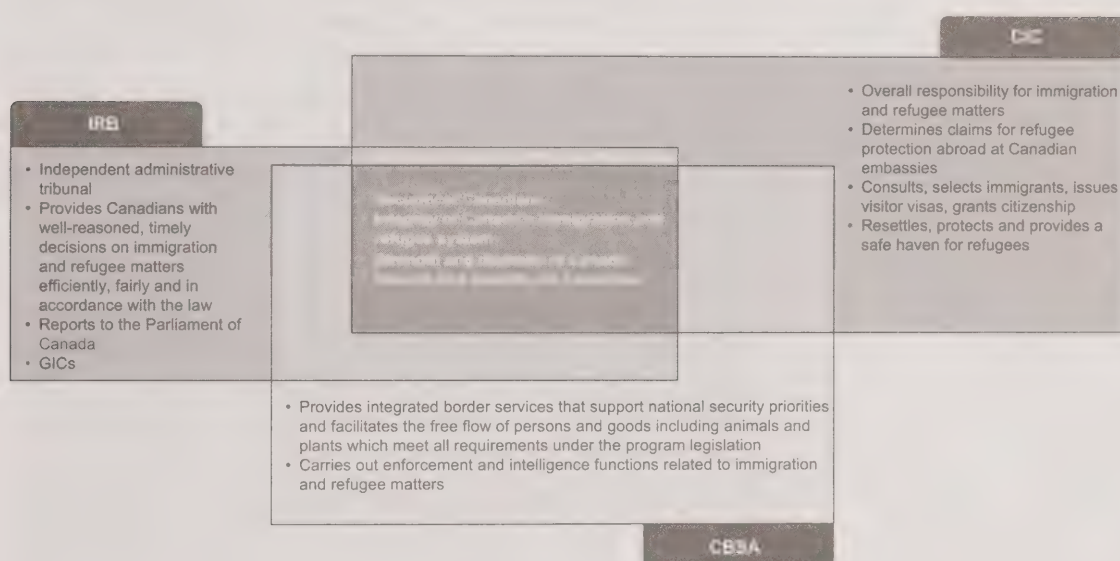 CIC
IRB
• Independent administrative
tribunal
• Provides Canadians with
well-reasoned, timely
decisions on immigration
and refugee matters
efficiently, fairly and in
accordance with the law
• Reports to the Parliament of
Canada
• GICs
• Overall responsibility for immigration
and refugee matters
• Determines claims for refugee
protection abroad at Canadian
embassies
• Consults, selects immigrants, issues
visitor visas, grants citizenship
• Resettles, protects and provides a
safe haven for refugees
• Provides integrated border services that support national security priorities
and facilitates the free flow of persons and goods including animals and
plants which meet all requirements under the program legislation
• Carries out enforcement and intelligence functions related to immigration
and refugee matters
CBSA